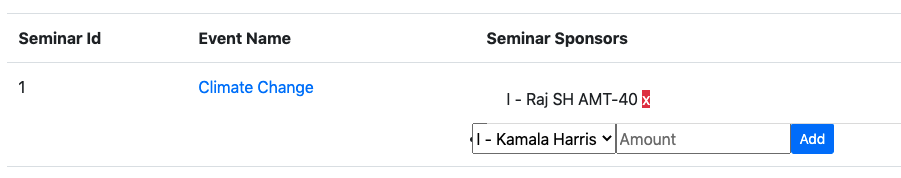 Seminar Id Event Name Seminar Sponsors
1 Climate Change
I - Raj SH AMT-40 x
I - Kamala Harris Amount Add